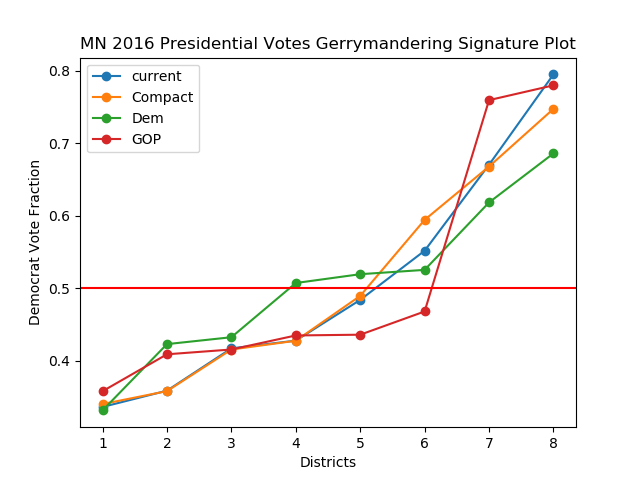 MN 2016 Presidential Votes Gerrymandering Signature Plot
current
Compact
Dem
GOP
Democrat Vote Fraction
0.8
0.7
0.6
0.5
0.4
1 2 3 4 5 6 7 8
Districts